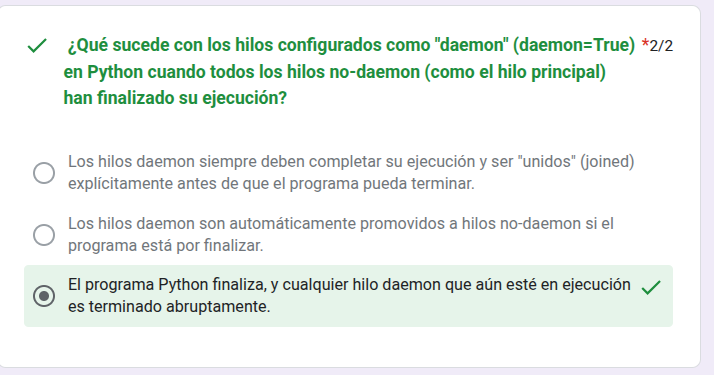 ¿Qué sucede con los hilos configurados como "daemon" (daemon=True) *2/2
en Python cuando todos los hilos no-daemon (como el hilo principal)
han finalizado su ejecución?
Los hilos daemon siempre deben completar su ejecución y ser "unidos" (joined)
explícitamente antes de que el programa pueda terminar.
Los hilos daemon son automáticamente promovidos a hilos no-daemon si el
programa está por finalizar.
El programa Python finaliza, y cualquier hilo daemon que aún esté en ejecución
es terminado abruptamente.